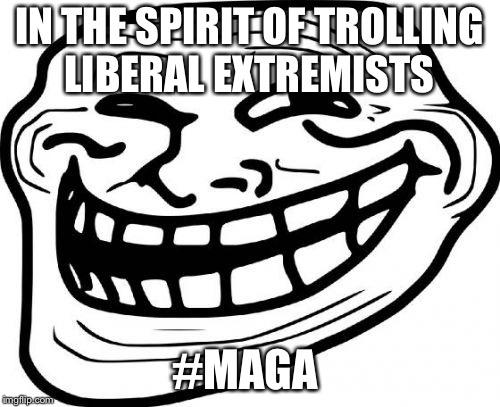 IN THE SPIRIT OF TROLLING
LIBERAL EXTREMISTS
#MAGA
imgflip.com